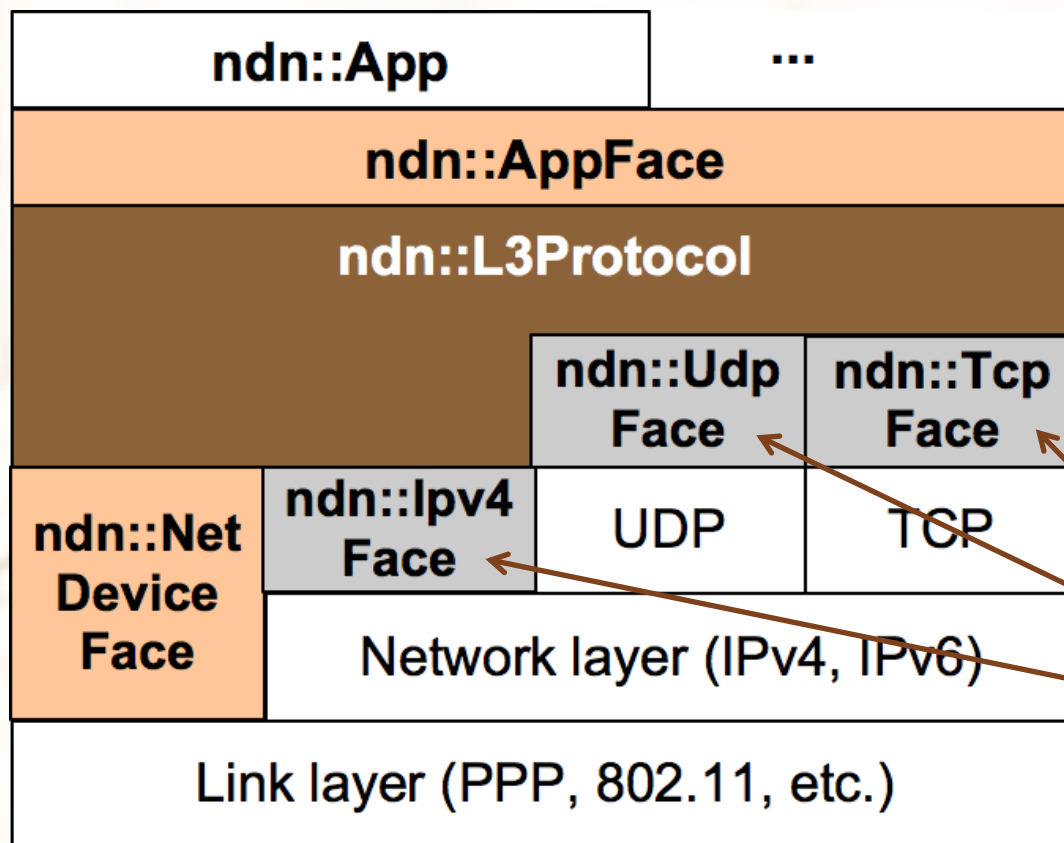 ndn::App
...
ndn::AppFace
ndn::L3Protocol
ndn::Udp
Face
ndn::Tcp
Face
ndn::Net
Device
Face
ndn::Ipv4
Face
UDP
TCP
Network layer (IPv4, IPv6)
Link layer (PPP, 802.11, etc.)